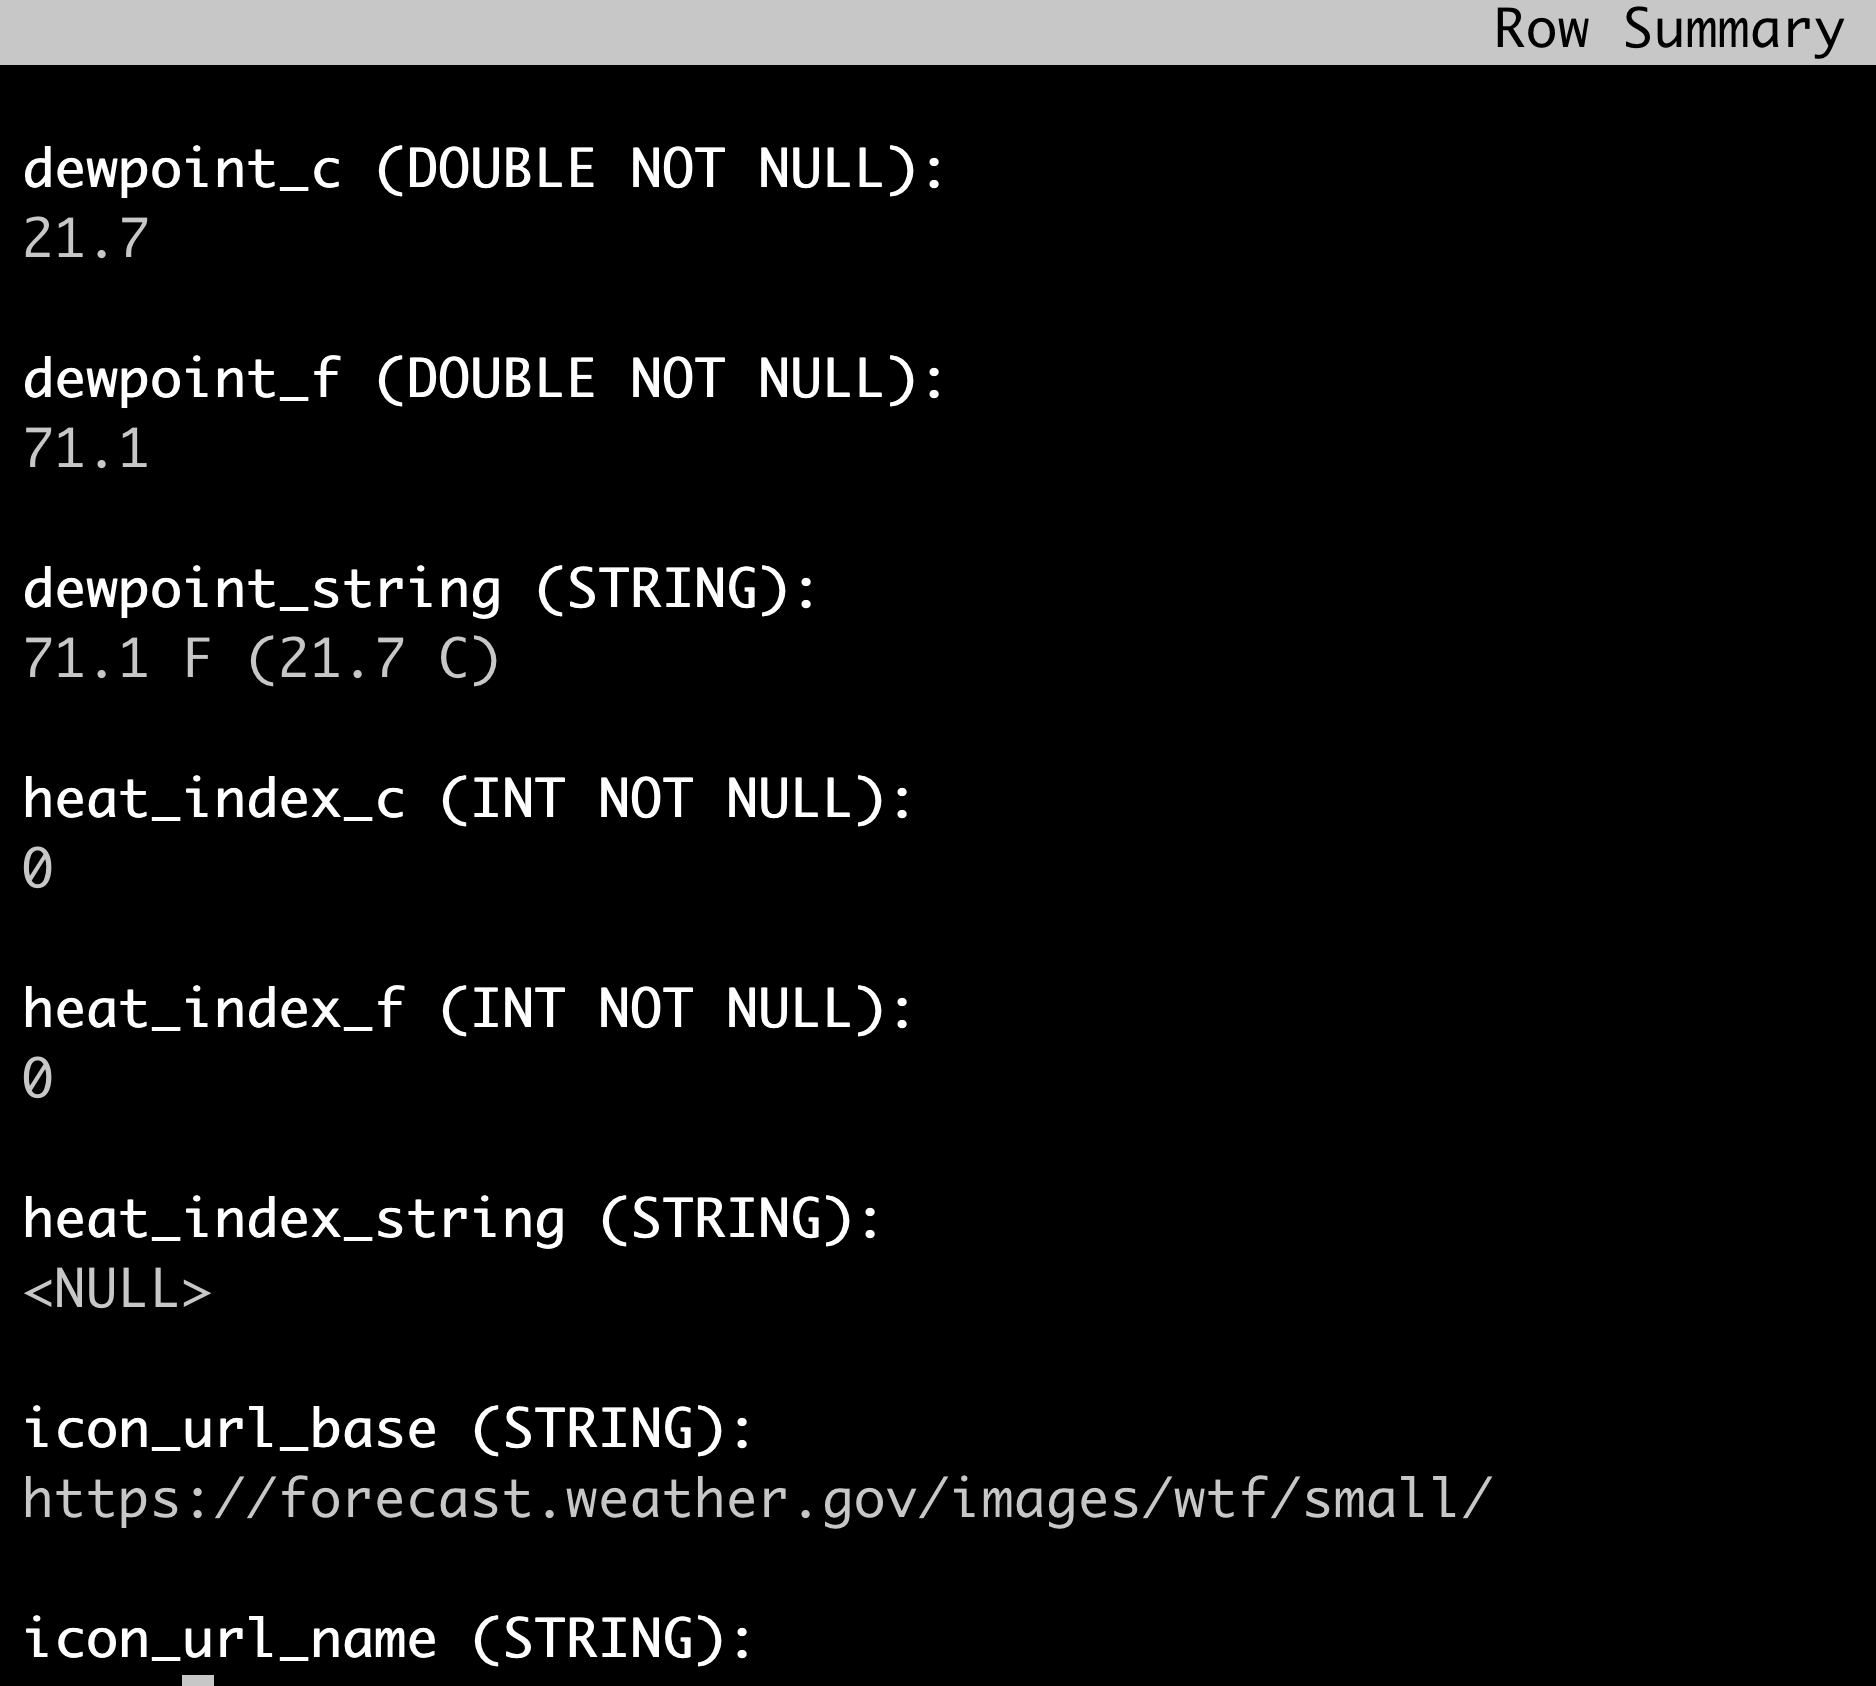 Row Summary
dewpoint_c (DOUBLE NOT NULL):
21.7
dewpoint_f (DOUBLE NOT NULL):
71.1
dewpoint_string (STRING):
71.1 F (21.7 C)
heat_index_c (INT NOT NULL):
0
heat_index_f (INT NOT NULL):
0
heat_index_string (STRING):
<NULL>
icon_url_base (STRING):
https://forecast.weather.gov/images/wtf/small/
icon_url_name (STRING):